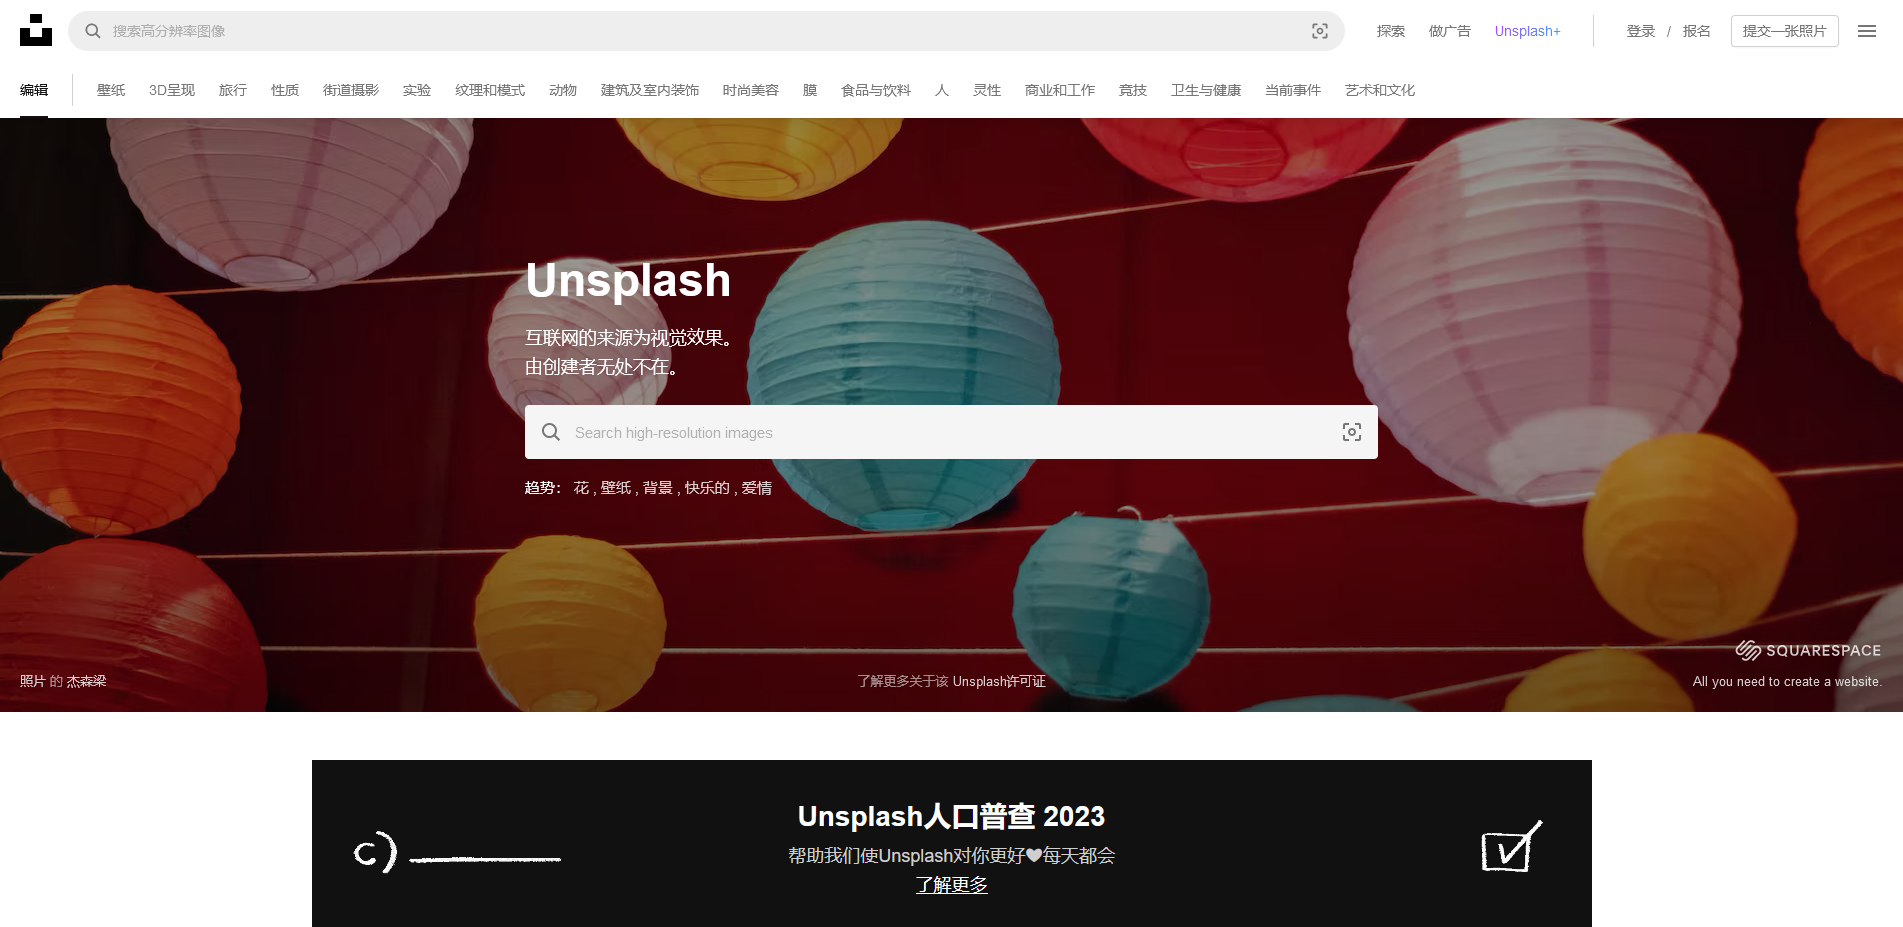 搜索高分辨率图像
探索 做广告 Unsplash+ 登录 / 报名 提交一张照片
编辑 壁纸 3D呈现 旅行 性质 街道摄影 实验 纹理和模式 动物 建筑及室内装饰 时尚美容 膜 食品与饮料 人 灵性 商业和工作 竞技 卫生与健康 当前事件 艺术和文化
Unsplash
互联网的来源为视觉效果。
由创建者无处不在。
Search high-resolution images
趋势： 花 , 壁纸 , 背景 , 快乐的 , 爱情
SQUARESPACE
照片 的 杰森梁 了解更多关于该 Unsplash许可证 All you need to create a website.
Unsplash人口普查 2023
帮助我们使Unsplash对你更好🖤每天都会
了解更多